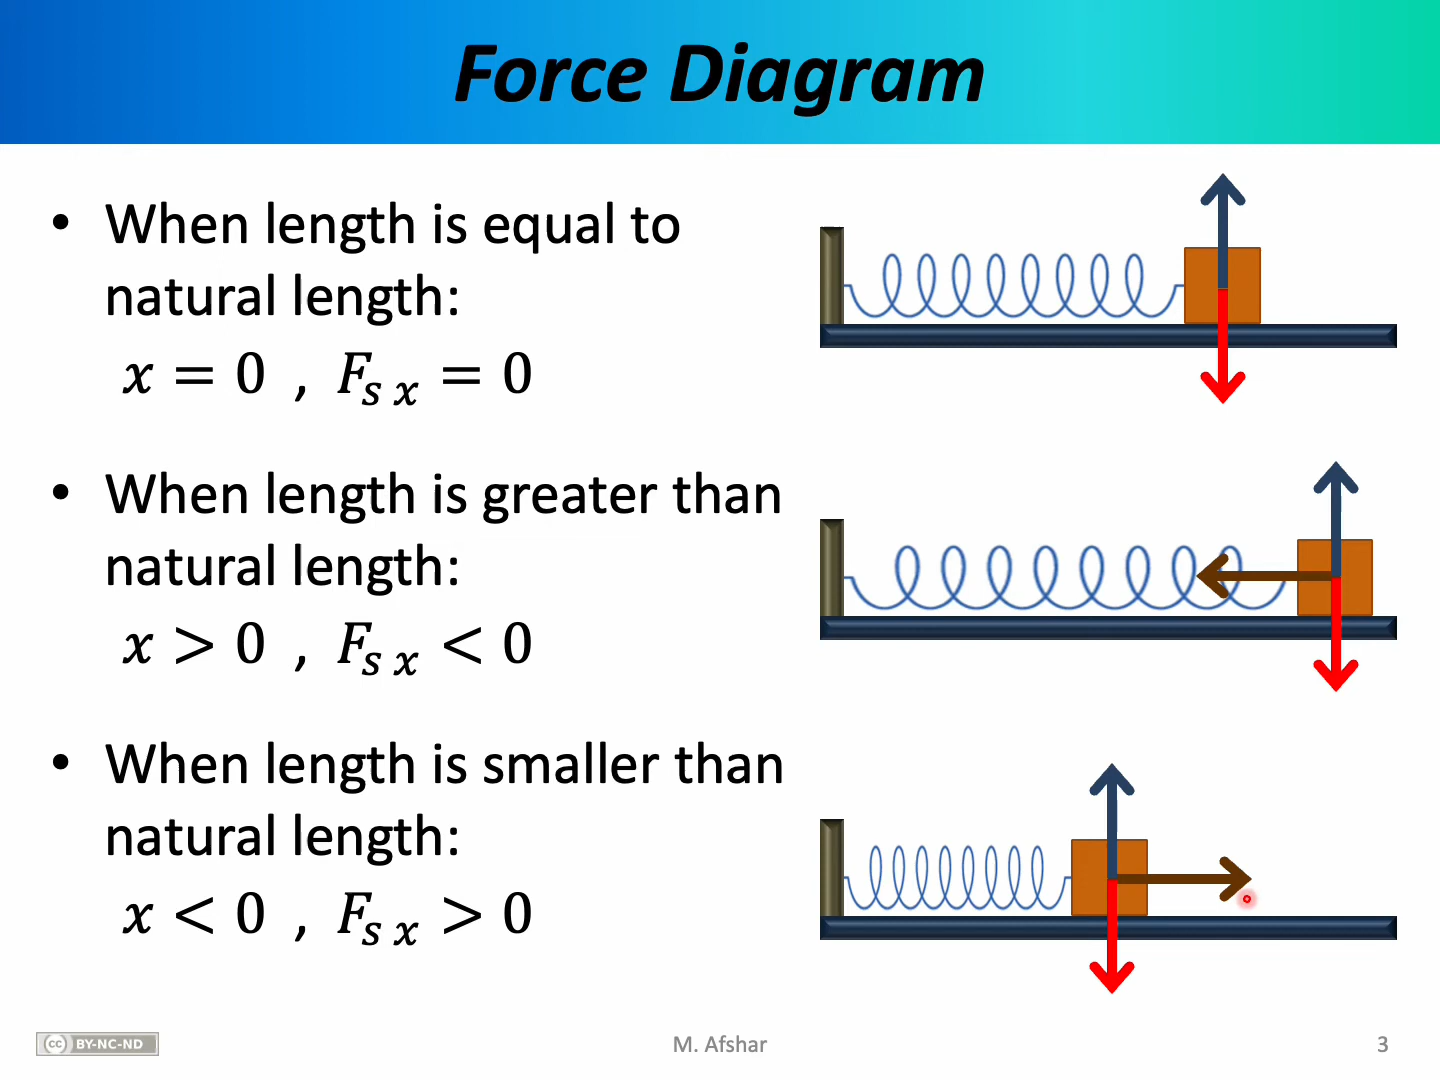 Force Diagram
• When length is equal to
natural length:
x = 0 , Fₛ ₓ = 0
• When length is greater than
natural length:
x > 0 , Fₛ ₓ < 0
• When length is smaller than
natural length:
x < 0 , Fₛ ₓ > 0
cc BY-NC-ND
M. Afshar
3